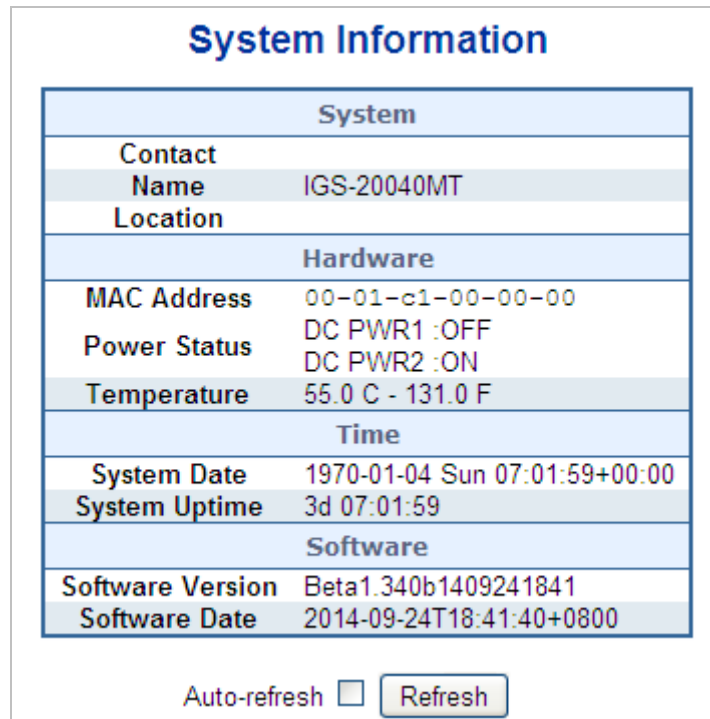 System Information
System
Contact
Name IGS-20040MT
Location
Hardware
MAC Address 00-01-c1-00-00-00
Power Status DC PWR1 :OFF
DC PWR2 :ON
Temperature 55.0 C - 131.0 F
Time
System Date 1970-01-04 Sun 07:01:59+00:00
System Uptime 3d 07:01:59
Software
Software Version Beta1.340b1409241841
Software Date 2014-09-24T18:41:40+0800
Auto-refresh Refresh